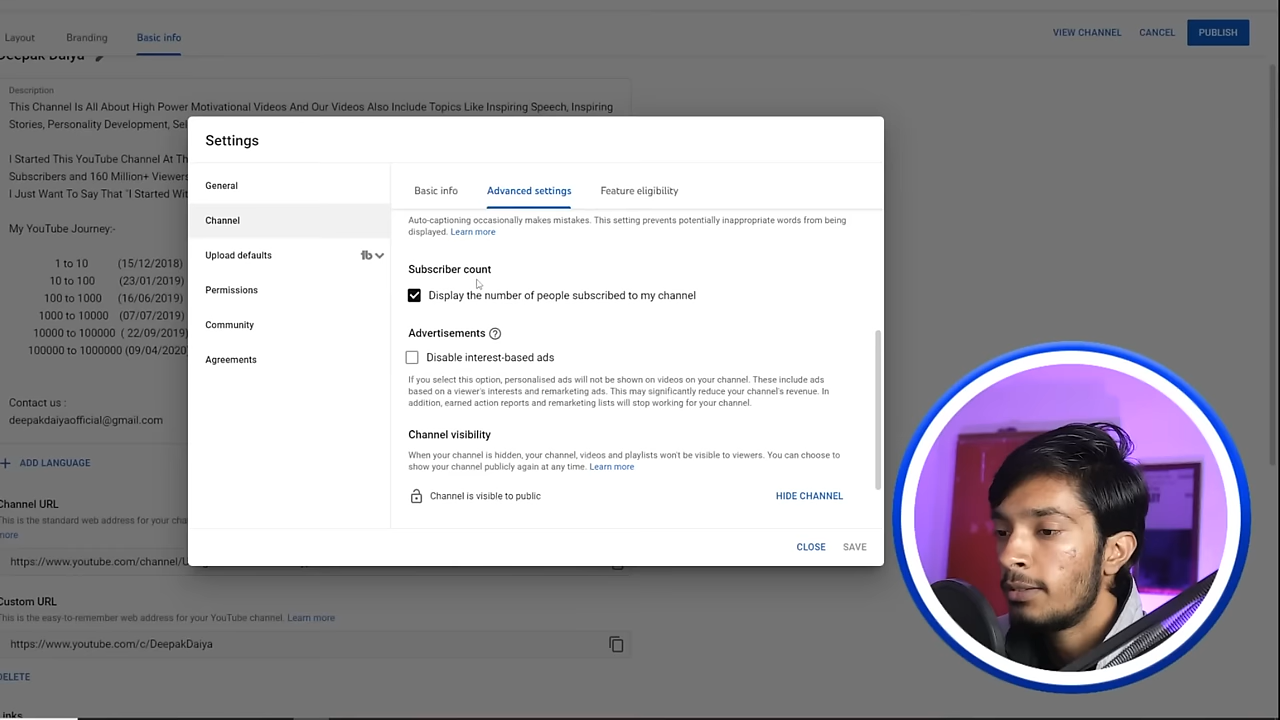 Layout
Branding
Basic info
VIEW CHANNEL
CANCEL
PUBLISH
Deepak Daiya
Description
This Channel Is All About High Power Motivational Videos And Our Videos Also Include Topics Like Inspiring Speech, Inspiring
Stories, Personality Development, Sel
I Started This YouTube Channel At Th
Subscribers and 160 Million+ Viewers
I Just Want To Say That 'I Started Wit
My YouTube Journey:-
1 to 10 (15/12/2018)
10 to 100 (23/01/2019)
100 to 1000 (16/06/2019)
1000 to 10000 (07/07/2019)
10000 to 100000 ( 22/09/2019)
100000 to 1000000 (09/04/2020)
Contact us :
deepakdaiyaofficial@gmail.com
ADD LANGUAGE
Channel URL
This is the standard web address for your cha
more
https://www.youtube.com/channel/U
Custom URL
This is the easy-to-remember web address for your YouTube channel. Learn more
https://www.youtube.com/c/DeepakDaiya
DELETE
Links
Settings
General
Channel
Upload defaults
Permissions
Community
Agreements
Basic info
Advanced settings
Feature eligibility
Auto-captioning occasionally makes mistakes. This setting prevents potentially inappropriate words from being
displayed. Learn more
Subscriber count
Display the number of people subscribed to my channel
Advertisements
Disable interest-based ads
If you select this option, personalised ads will not be shown on videos on your channel. These include ads
based on a viewer's interests and remarketing ads. This may significantly reduce your channel's revenue. In
addition, earned action reports and remarketing lists will stop working for your channel.
Channel visibility
When your channel is hidden, your channel, videos and playlists won't be visible to viewers. You can choose to
show your channel publicly again at any time. Learn more
Channel is visible to public
HIDE CHANNEL
CLOSE
SAVE